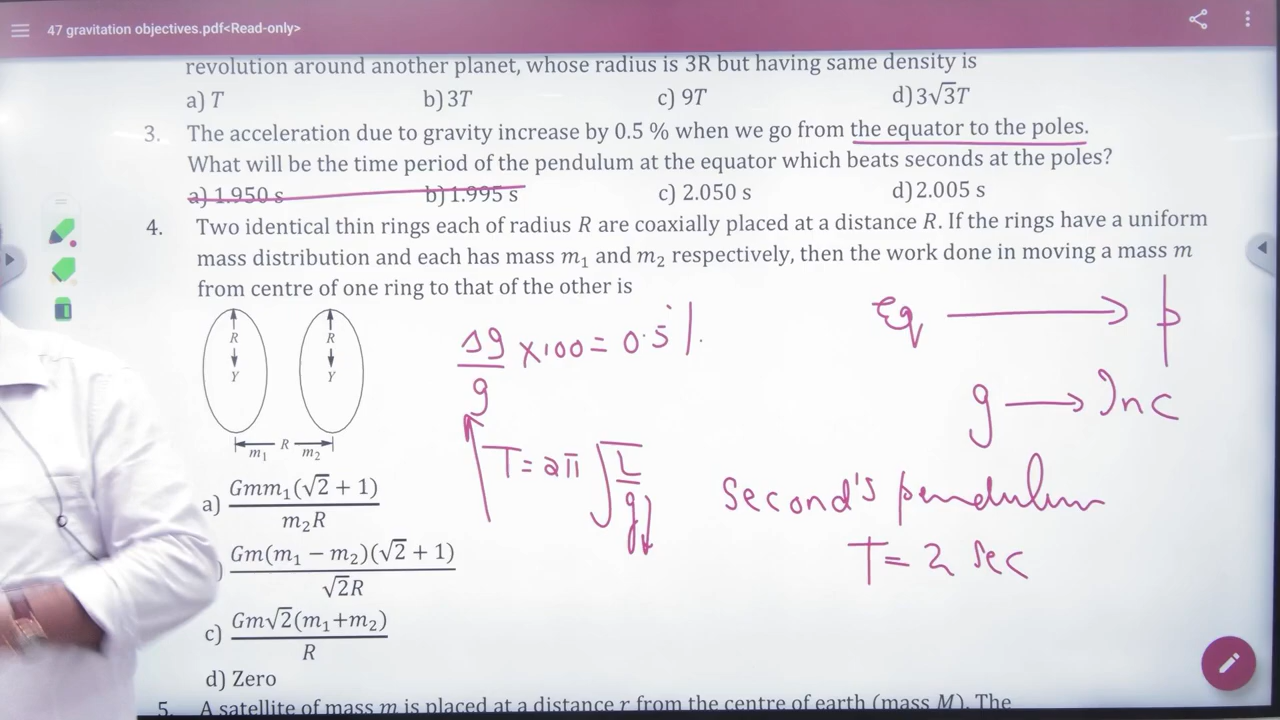 47 gravitation objectives.pdf<Read-only>
revolution around another planet, whose radius is 3R but having same density is
a) T b) 3T c) 9T d) 3√3T
3. The acceleration due to gravity increase by 0.5 % when we go from the equator to the poles.
What will be the time period of the pendulum at the equator which beats seconds at the poles?
a) 1.950 s b) 1.995 s c) 2.050 s d) 2.005 s
4. Two identical thin rings each of radius R are coaxially placed at a distance R. If the rings have a uniform
mass distribution and each has mass m₁ and m₂ respectively, then the work done in moving a mass m
from centre of one ring to that of the other is
R R
Y Y
R
m₁ m₂
Δg/g × 100 = 0.5 %.
Eq → p
g → Inc
T = 2π √(L/g)
Second's pendulum
T = 2 sec
a) Gmm₁(√2 + 1)/m₂R
) Gm(m₁ − m₂)(√2 + 1)/√2R
c) Gm√2(m₁+m₂)/R
d) Zero
5. A satellite of mass m is placed at a distance r from the centre of earth (mass M). The